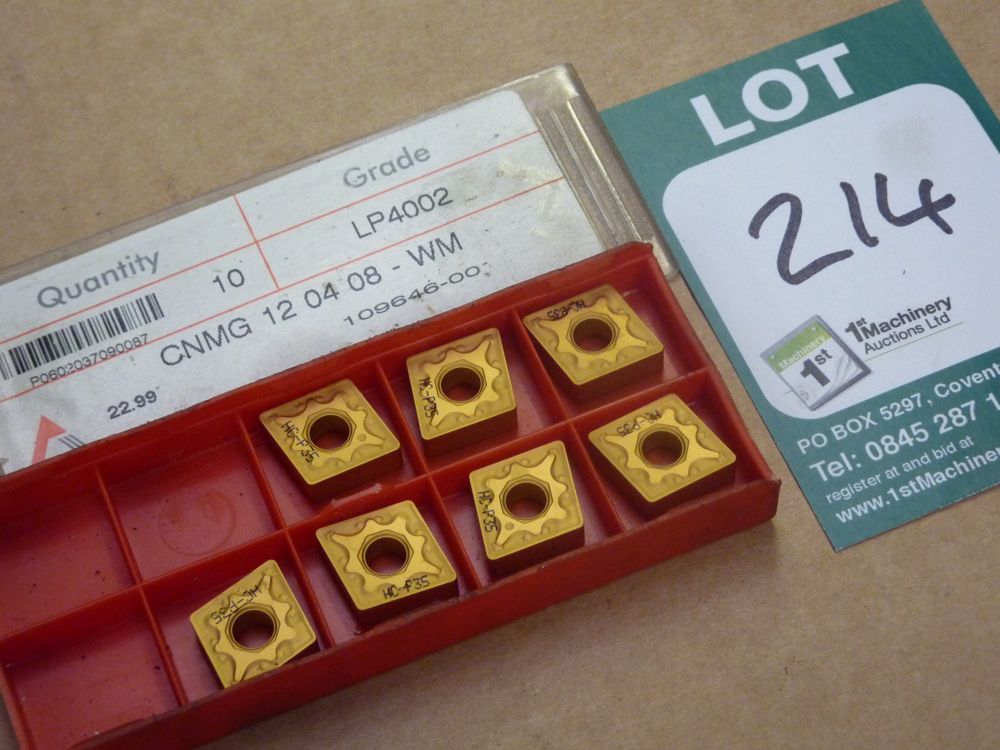 Quantity
Grade
10
LP4002
P0602037090087
CNMG 12 04 08 - WM
109646-00
22.99
HC-P35
HC-P35
HC-P35
HC-P35
HC-P35
HC-P35
HC-P35
LOT
214
Machinery
1st
1st Machinery
Auctions Ltd
PO BOX 5297, Covent
Tel: 0845 287 1
register at and bid at
www.1stMachiner